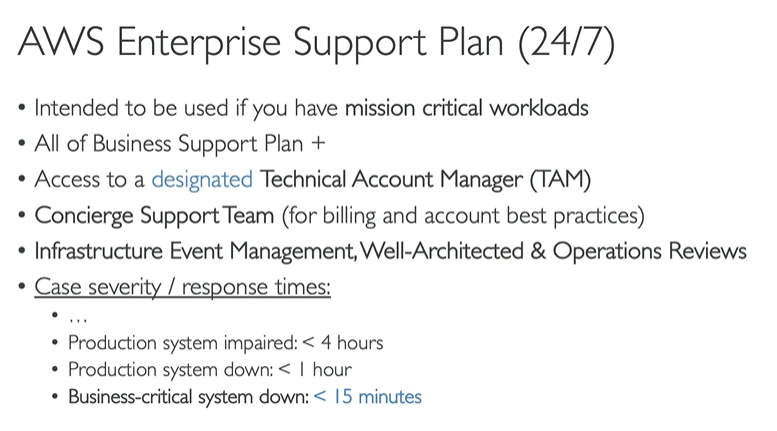 AWS Enterprise Support Plan (24/7)
• Intended to be used if you have mission critical workloads
• All of Business Support Plan +
• Access to a designated Technical Account Manager (TAM)
• Concierge Support Team (for billing and account best practices)
• Infrastructure Event Management, Well-Architected & Operations Reviews
• Case severity / response times:
• …
• Production system impaired: < 4 hours
• Production system down: < 1 hour
• Business-critical system down: < 15 minutes